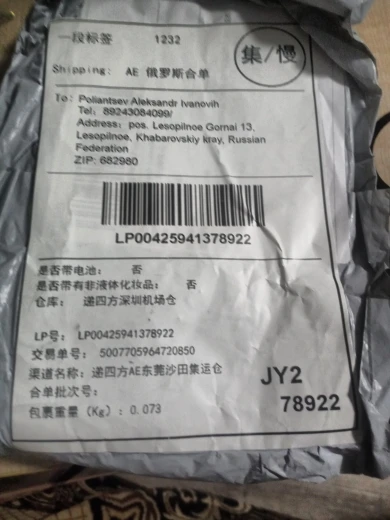 一段标签 1232
集/慢
Shipping: AE 俄罗斯合单
To: Poliantsev Aleksandr Ivanovih
Tel: 89243084099/
Address: pos. Lesopilnoe Gornai 13,
Lesopilnoe, Khabarovskiy kray, Russian
Federation
ZIP: 682980
LP00425941378922
是否带电池: 否
是否带有非液体化妆品: 否
仓库: 递四方深圳机场仓
LP号: LP00425941378922
交易单号: 5007705964720850
渠道名称: 递四方AE东莞沙田集运仓
合单批次号:
包裹重量 (Kg): 0.073
JY2
78922